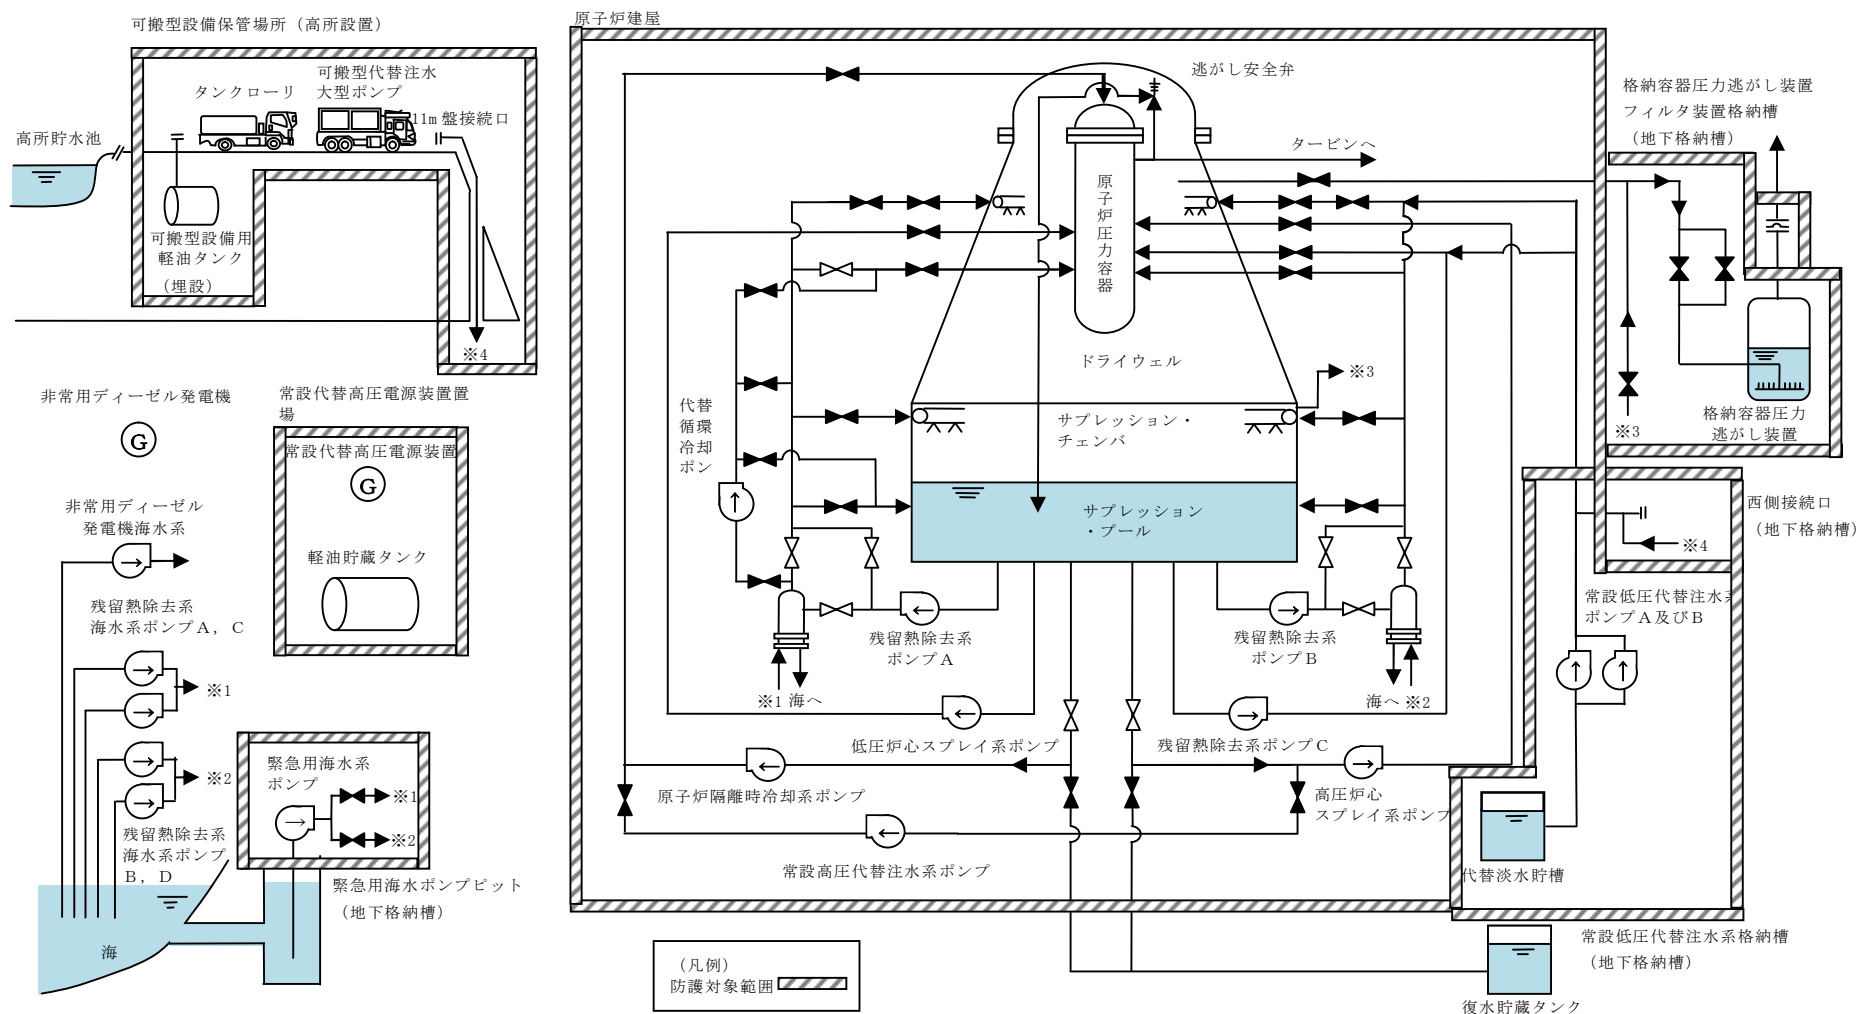 可搬型設備保管場所（高所設置）
タンクローリ
可搬型代替注水
大型ポンプ
11m 盤接続口
高所貯水池
可搬型設備用
軽油タンク
（埋設）
※4
非常用ディーゼル発電機
G
常設代替高圧電源装置置
場
常設代替高圧電源装置
G
軽油貯蔵タンク
非常用ディーゼル
発電機海水系
残留熱除去系
海水系ポンプA，C
※1
※2
残留熱除去系
海水系ポンプ
B，D
海
緊急用海水系
ポンプ
※1
※2
緊急用海水ポンプピット
（地下格納槽）
原子炉建屋
逃がし安全弁
タービンへ
原子炉圧力容器
ドライウェル
※3
代替
循環
冷却
ポン
サプレッション・
チェンバ
サプレッション
・プール
残留熱除去系
ポンプA
※1 海へ
残留熱除去系
ポンプB
海へ ※2
低圧炉心スプレイ系ポンプ
残留熱除去系ポンプC
原子炉隔離時冷却系ポンプ
高圧炉心
スプレイ系ポンプ
常設高圧代替注水系ポンプ
格納容器圧力逃がし装置
フィルタ装置格納槽
（地下格納槽）
※3
格納容器圧力
逃がし装置
西側接続口
（地下格納槽）
※4
常設低圧代替注水系
ポンプA及びB
代替淡水貯槽
常設低圧代替注水系格納槽
（地下格納槽）
復水貯蔵タンク
（凡例）
防護対象範囲